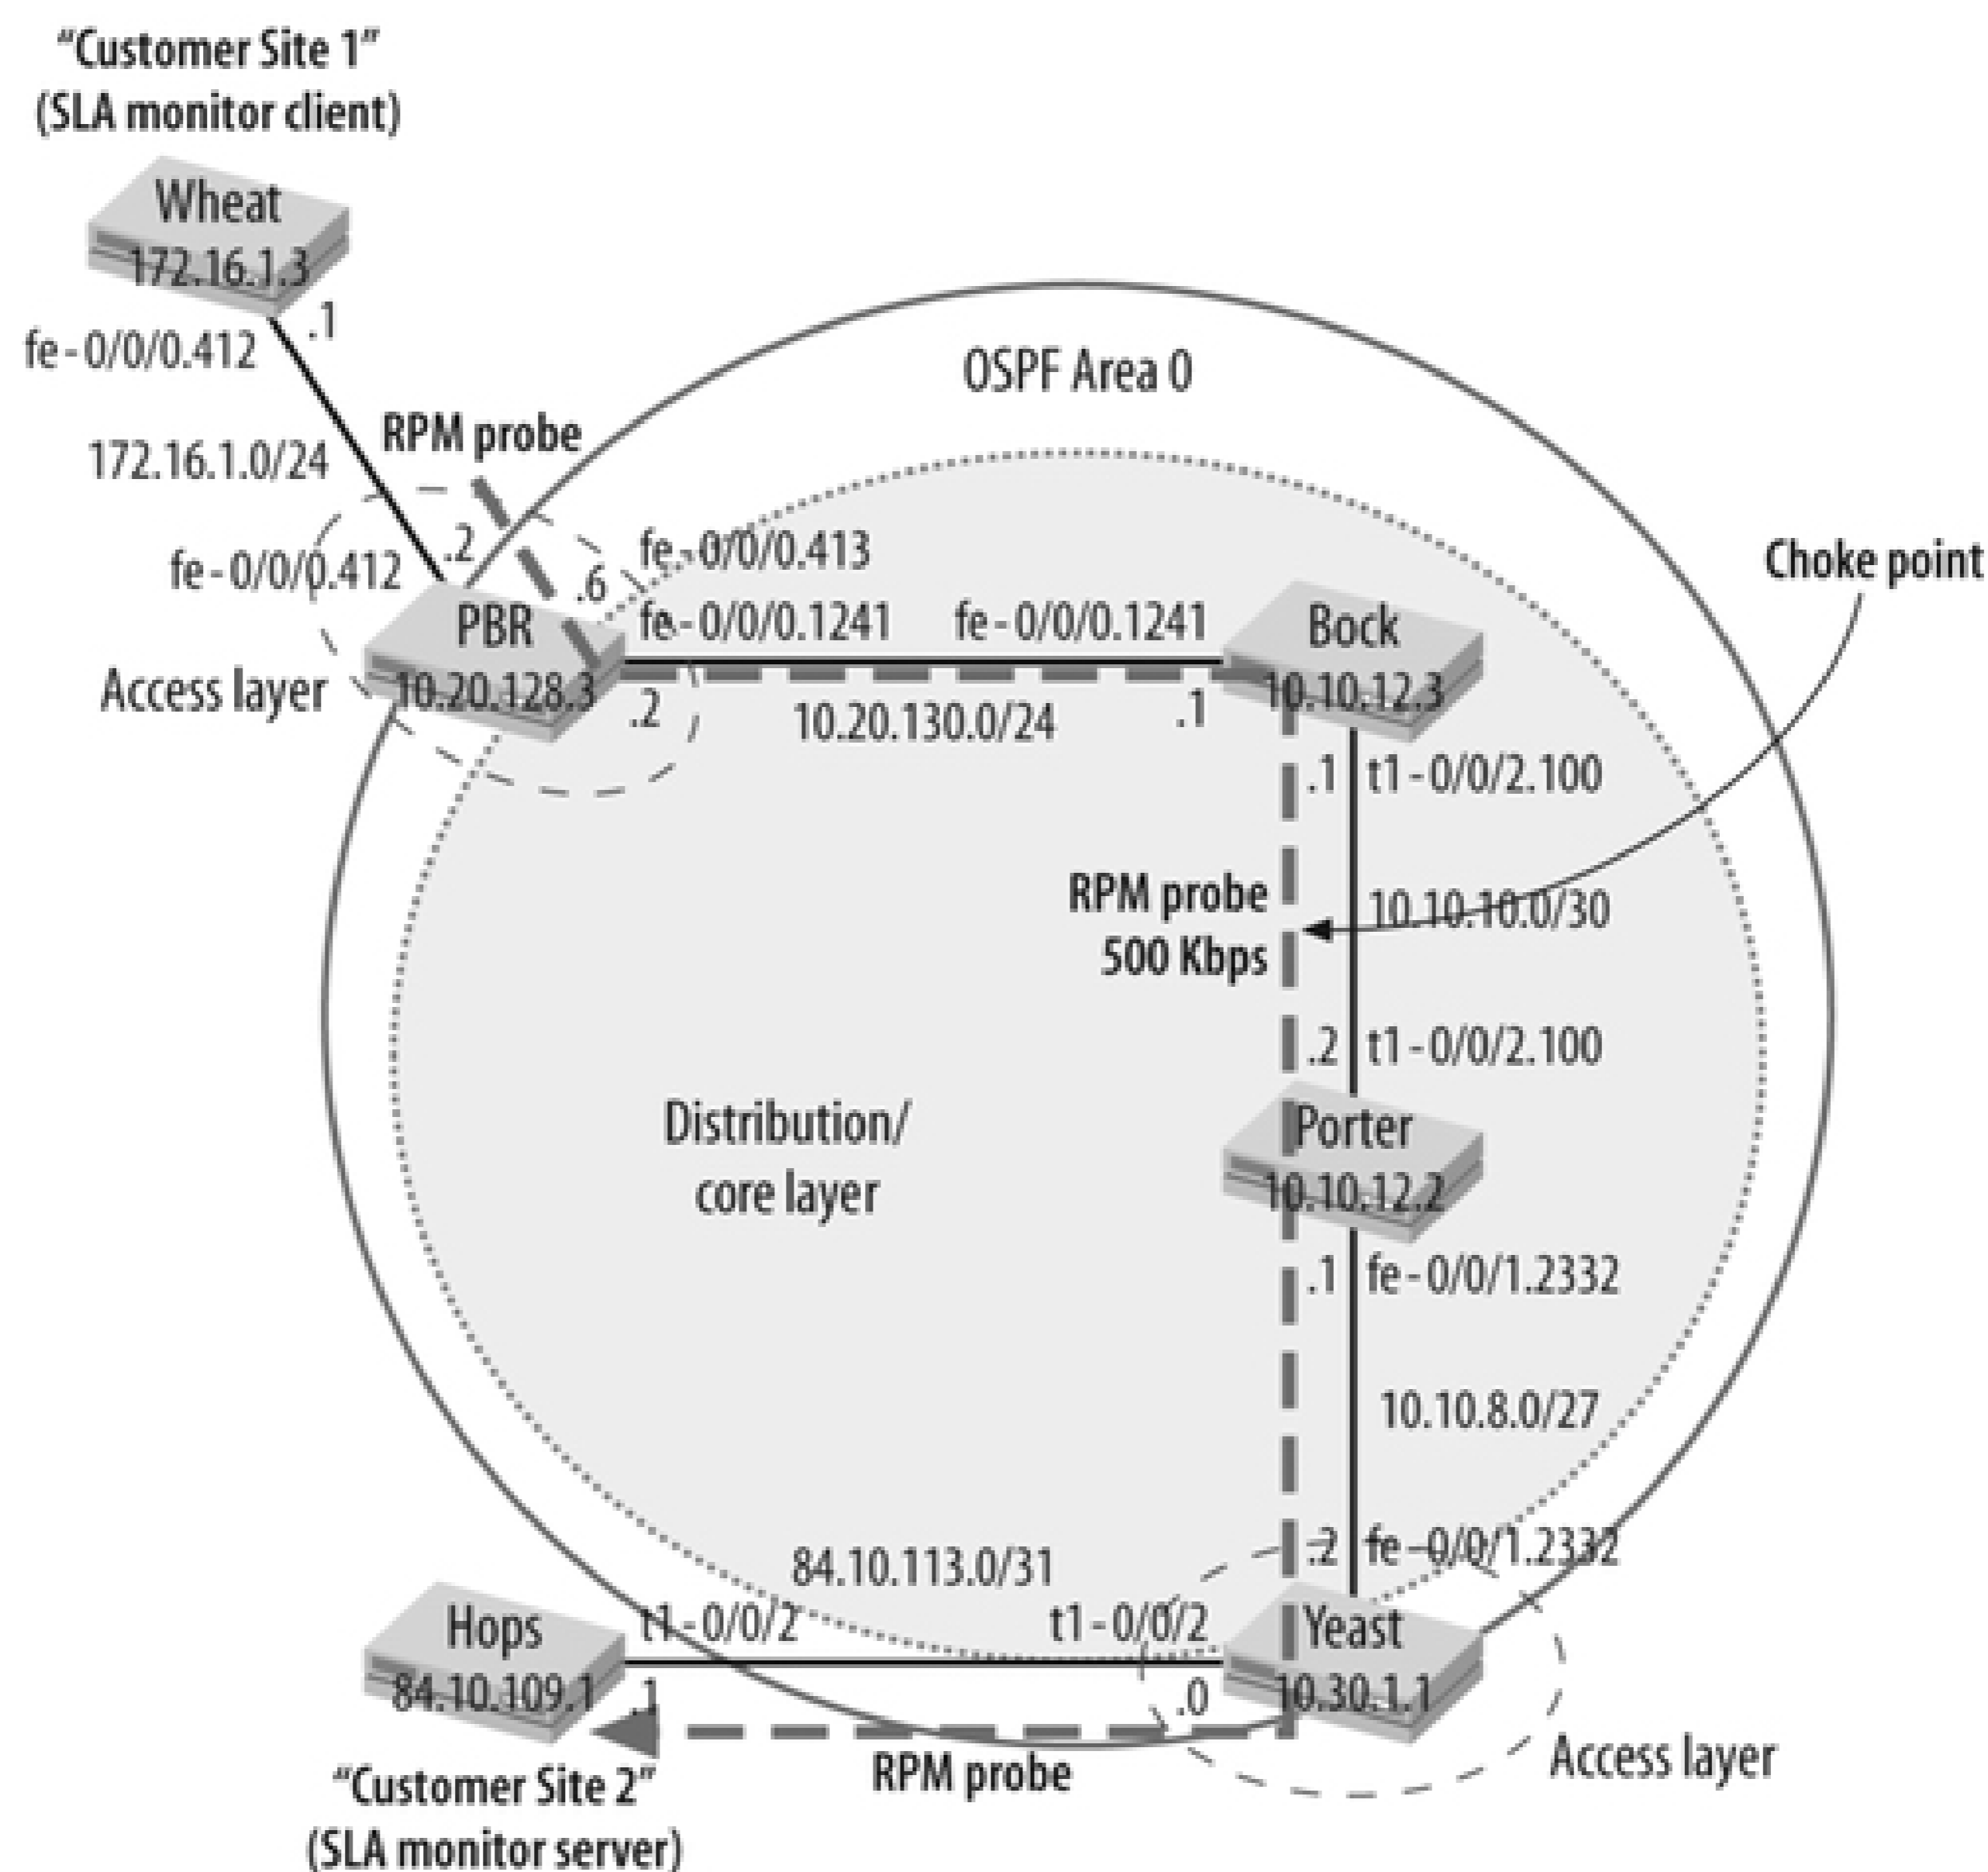 “Customer Site 1”
(SLA monitor client)
Wheat
172.16.1.3
.1
fe-0/0/0.412
OSPF Area 0
RPM probe
172.16.1.0/24
.2
fe-0/0/0.412
.6
fe-0/0/0.413
Choke point
PBR
10.20.128.3
fe-0/0/0.1241
fe-0/0/0.1241
Bock
10.10.12.3
Access layer
.2
10.20.130.0/24
.1
.1
t1-0/0/2.100
RPM probe
500 Kbps
10.10.10.0/30
.2
t1-0/0/2.100
Distribution/
core layer
Porter
10.10.12.2
.1
fe-0/0/1.2332
10.10.8.0/27
.2
fe-0/0/1.2332
84.10.113.0/31
Hops
84.10.109.1
t1-0/0/2
.1
t1-0/0/2
.0
Yeast
10.30.1.1
RPM probe
Access layer
“Customer Site 2”
(SLA monitor server)